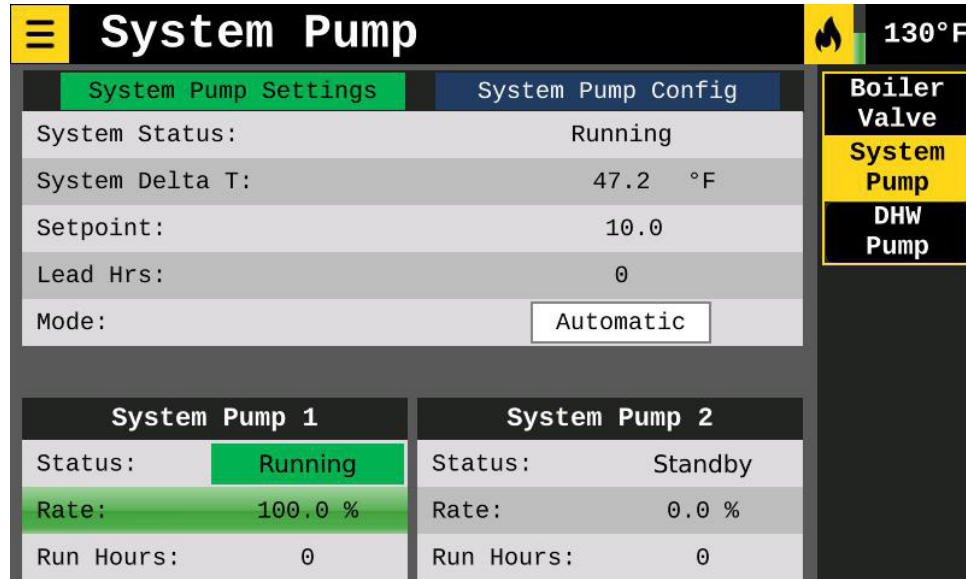 System Pump
130°F
System Pump Settings
System Pump Config
System Status: Running
System Delta T: 47.2 °F
Setpoint: 10.0
Lead Hrs: 0
Mode: Automatic
Boiler
Valve
System
Pump
DHW
Pump
System Pump 1
Status: Running
Rate: 100.0 %
Run Hours: 0
System Pump 2
Status: Standby
Rate: 0.0 %
Run Hours: 0